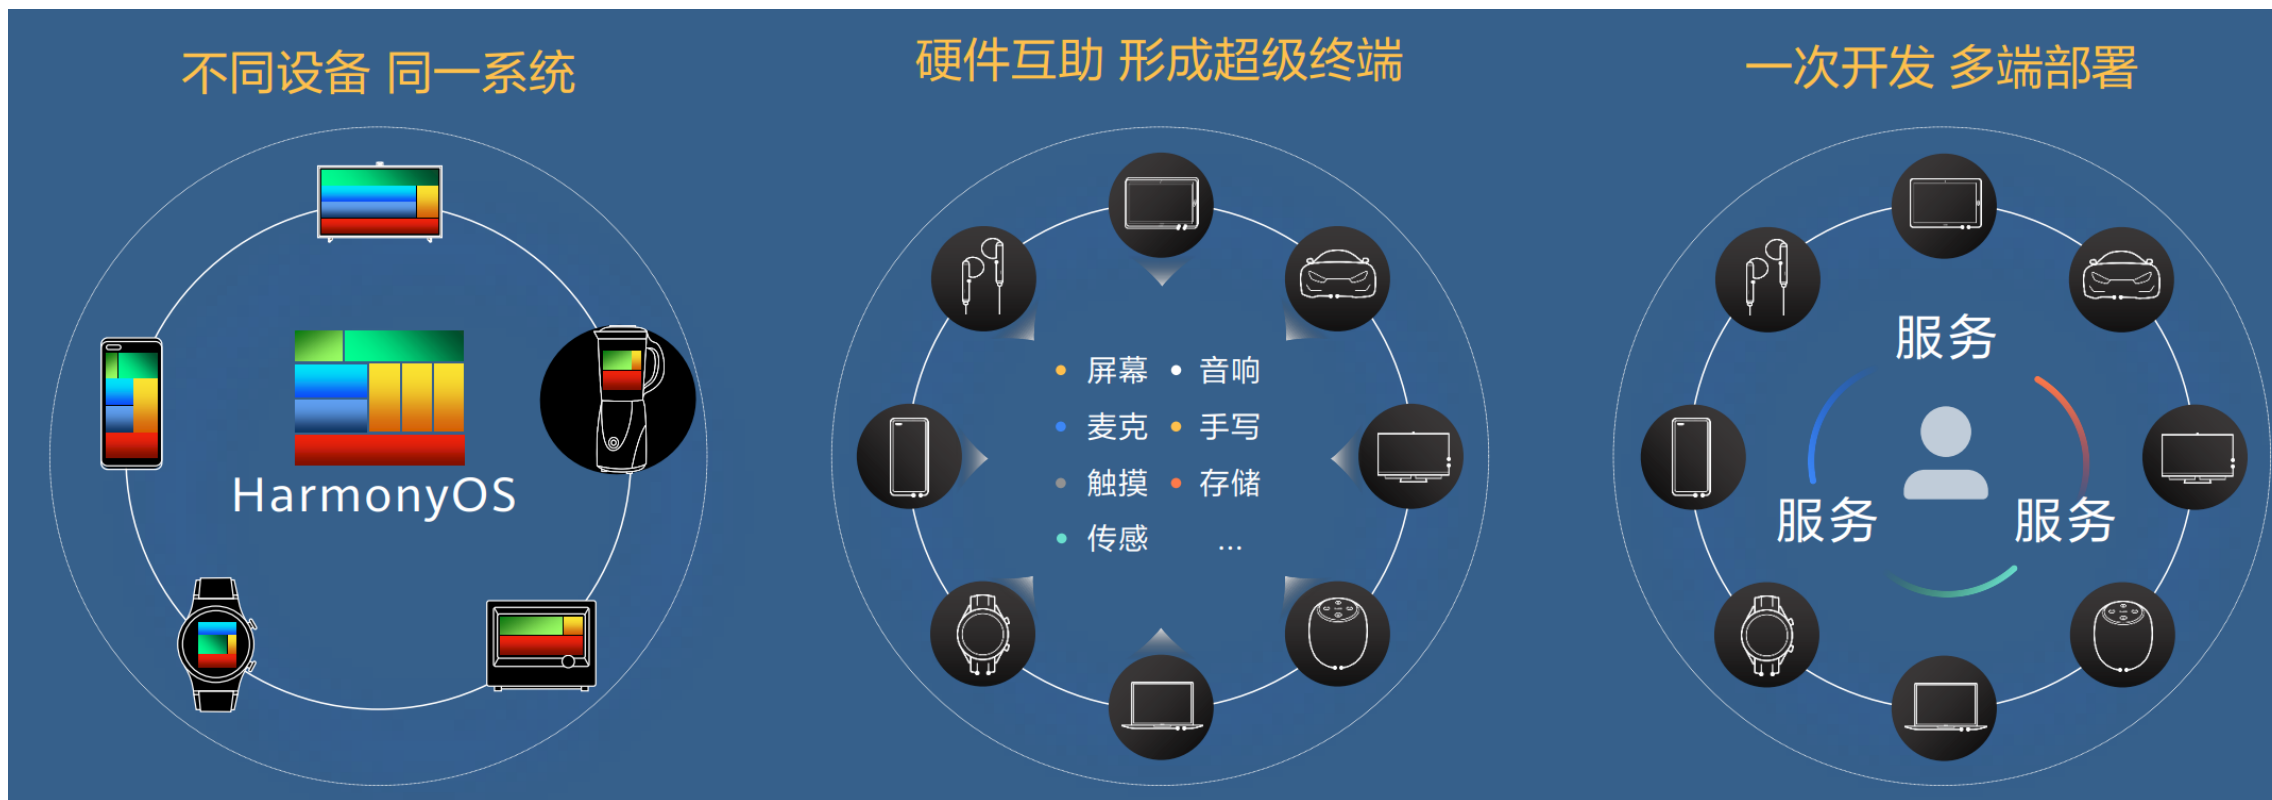 不同设备 同一系统
HarmonyOS
硬件互助 形成超级终端
屏幕 音响
麦克 手写
触摸 存储
传感 ...
一次开发 多端部署
服务
服务 服务